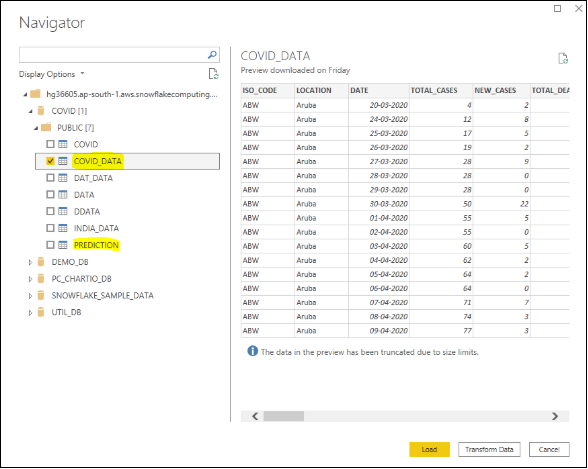 Navigator
Display Options
hg36605.ap-south-1.aws.snowflakecomputing....
COVID [1]
PUBLIC [7]
COVID
COVID_DATA
DAT_DATA
DATA
DDATA
INDIA_DATA
PREDICTION
DEMO_DB
PC_CHARTIO_DB
SNOWFLAKE_SAMPLE_DATA
UTIL_DB
COVID_DATA
Preview downloaded on Friday
ISO_CODE LOCATION DATE TOTAL_CASES NEW_CASES TOTAL_DEA
ABW Aruba 20-03-2020 4 2
ABW Aruba 24-03-2020 12 8
ABW Aruba 25-03-2020 17 5
ABW Aruba 26-03-2020 19 2
ABW Aruba 27-03-2020 28 9
ABW Aruba 28-03-2020 28 0
ABW Aruba 29-03-2020 28 0
ABW Aruba 30-03-2020 50 22
ABW Aruba 01-04-2020 55 5
ABW Aruba 02-04-2020 55 0
ABW Aruba 03-04-2020 60 5
ABW Aruba 04-04-2020 62 2
ABW Aruba 05-04-2020 64 2
ABW Aruba 06-04-2020 64 0
ABW Aruba 07-04-2020 71 7
ABW Aruba 08-04-2020 74 3
ABW Aruba 09-04-2020 77 3
The data in the preview has been truncated due to size limits.
Load Transform Data Cancel